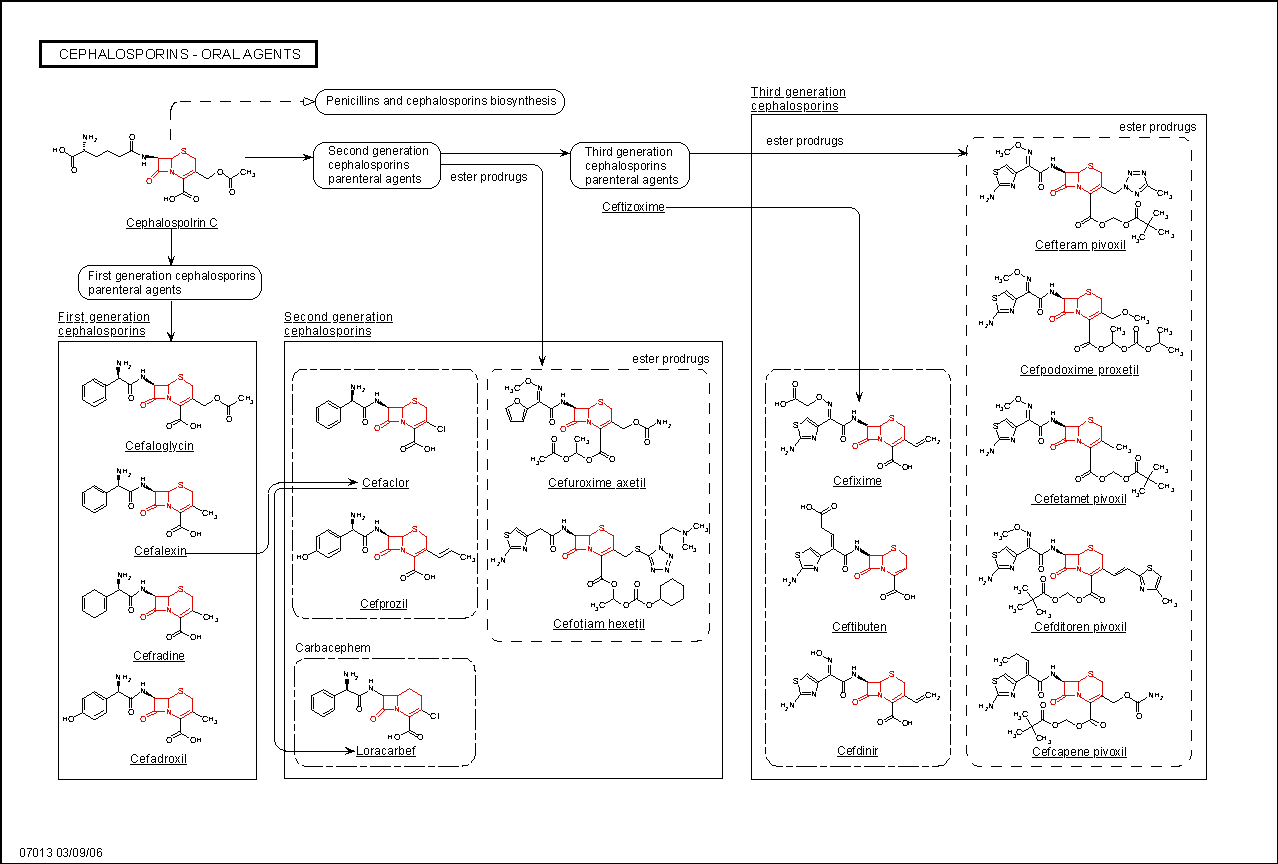 CEPHALOSPORINS - ORAL AGENTS
Penicillins and cephalosporins biosynthesis
Third generation
cephalosporins
ester prodrugs
Second generation
cephalosporins
parenteral agents
Third generation
cephalosporins
parenteral agents
ester prodrugs
ester prodrugs
Ceftizoxime
Cephalospolrin C
Cefteram pivoxil
First generation cephalosporins
parenteral agents
First generation
cephalosporins
Second generation
cephalosporins
ester prodrugs
Cefpodoxime proxetil
Cefaloglycin
Cefaclor
Cefuroxime axetil
Cefixime
Cefetamet pivoxil
Cefalexin
Cefprozil
Cefotiam hexetil
Ceftibuten
Cefditoren pivoxil
Cefradine
Carbacephem
Cefadroxil
Loracarbef
Cefdinir
Cefcapene pivoxil
07013 03/09/06